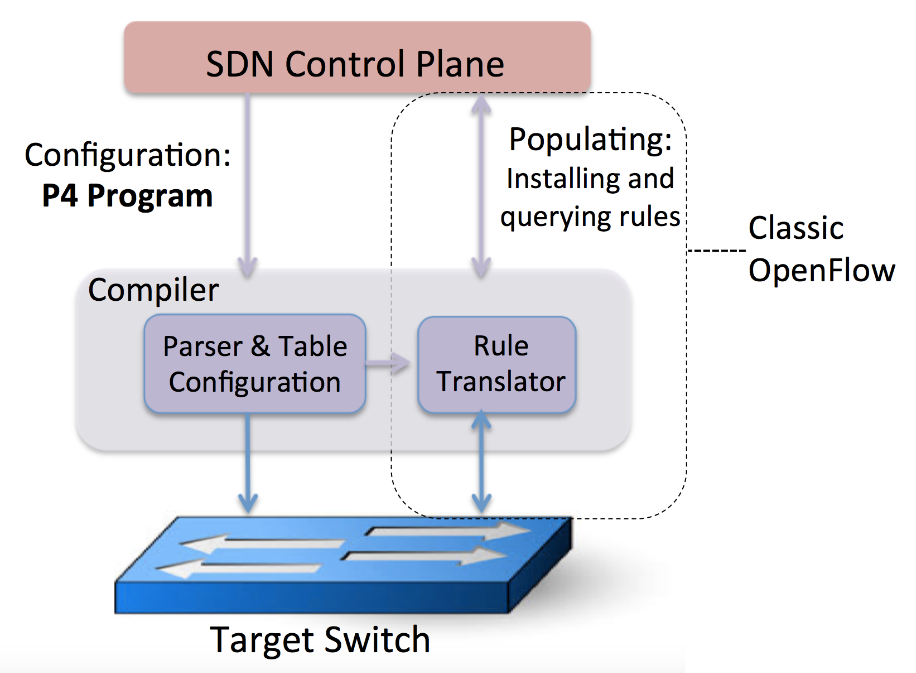 SDN Control Plane
Configuration:
P4 Program
Populating:
Installing and
querying rules
Classic
OpenFlow
Compiler
Parser & Table
Configuration
Rule
Translator
Target Switch